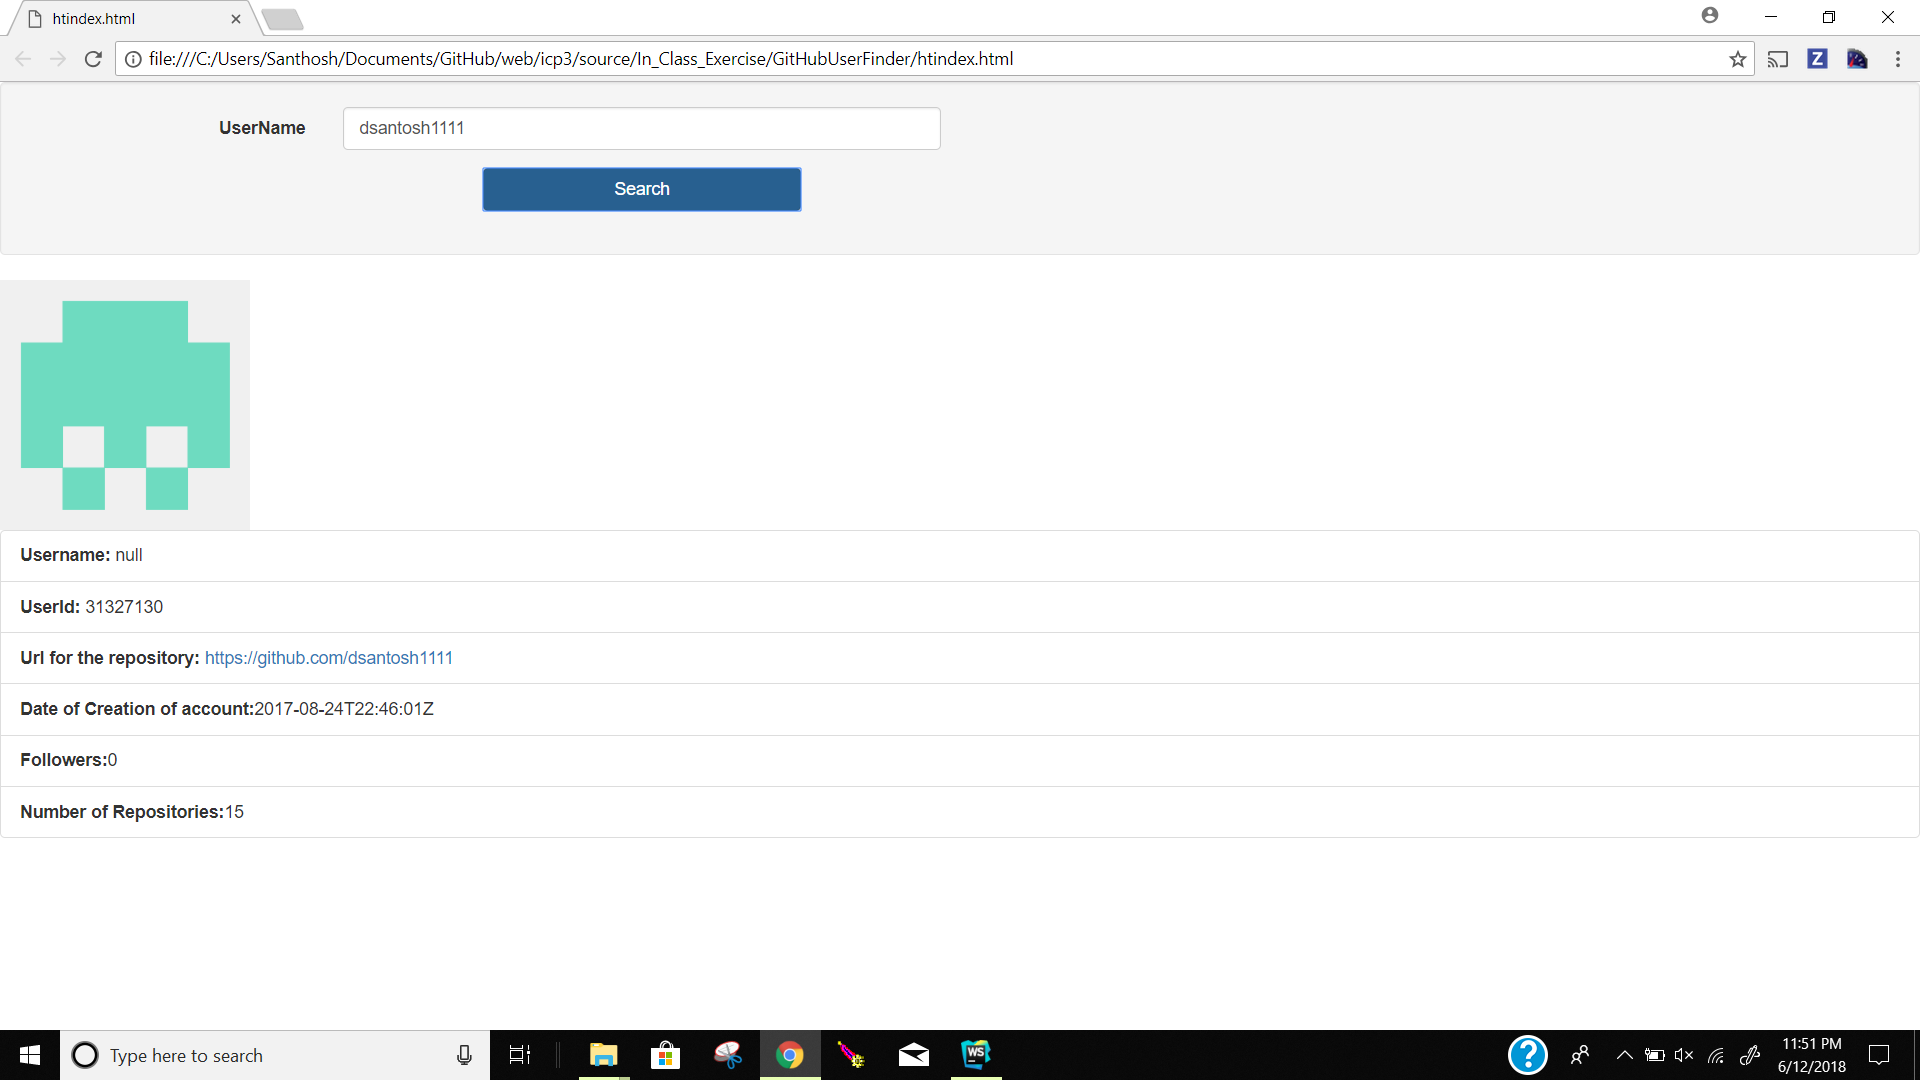 htindex.html
file:///C:/Users/Santhosh/Documents/GitHub/web/icp3/source/In_Class_Exercise/GitHubUserFinder/htindex.html
Z
UserName
dsantosh1111
Search
Username: null
UserId: 31327130
Url for the repository: https://github.com/dsantosh1111
Date of Creation of account:2017-08-24T22:46:01Z
Followers:0
Number of Repositories:15
Type here to search
WS
?
11:51 PM
6/12/2018